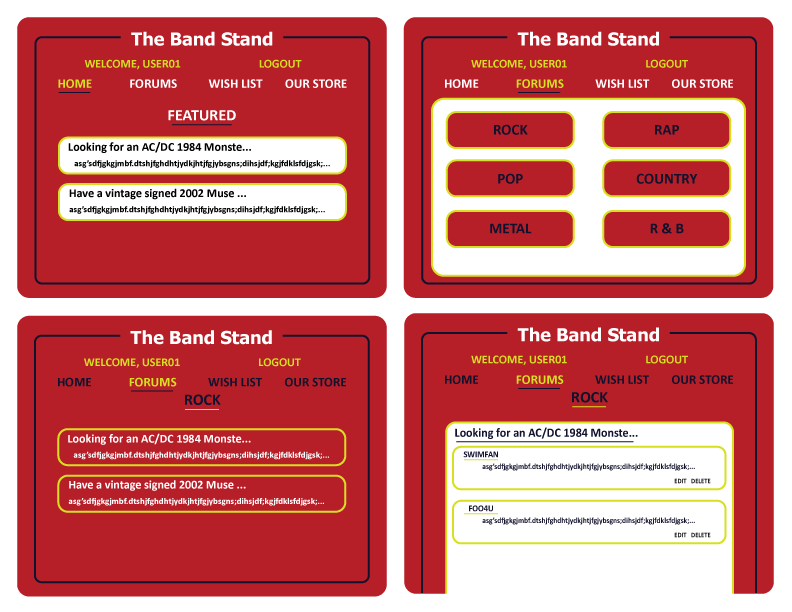 The Band Stand
WELCOME, USER01 LOGOUT
HOME FORUMS WISH LIST OUR STORE
FEATURED
Looking for an AC/DC 1984 Monste...
asg'sdfjgkgjmbf.dtshjfghdhtjydkjhtjfgjybsgns;dihsjdf;kgjfdklsfdjgsk;...
Have a vintage signed 2002 Muse ...
asg'sdfjgkgjmbf.dtshjfghdhtjydkjhtjfgjybsgns;dihsjdf;kgjfdklsfdjgsk;...
The Band Stand
WELCOME, USER01 LOGOUT
HOME FORUMS WISH LIST OUR STORE
ROCK RAP
POP COUNTRY
METAL R & B
The Band Stand
WELCOME, USER01 LOGOUT
HOME FORUMS WISH LIST OUR STORE
ROCK
Looking for an AC/DC 1984 Monste...
asg'sdfjgkgjmbf.dtshjfghdhtjydkjhtjfgjybsgns;dihsjdf;kgjfdklsfdjgsk;...
Have a vintage signed 2002 Muse ...
asg'sdfjgkgjmbf.dtshjfghdhtjydkjhtjfgjybsgns;dihsjdf;kgjfdklsfdjgsk;...
The Band Stand
WELCOME, USER01 LOGOUT
HOME FORUMS WISH LIST OUR STORE
ROCK
Looking for an AC/DC 1984 Monste...
SWIMFAN
asg'sdfjgkgjmbf.dtshjfghdhtjydkjhtjfgjybsgns;dihsjdf;kgjfdklsfdjgsk;...
EDIT DELETE
FOO4U
asg'sdfjgkgjmbf.dtshjfghdhtjydkjhtjfgjybsgns;dihsjdf;kgjfdklsfdjgsk;...
EDIT DELETE